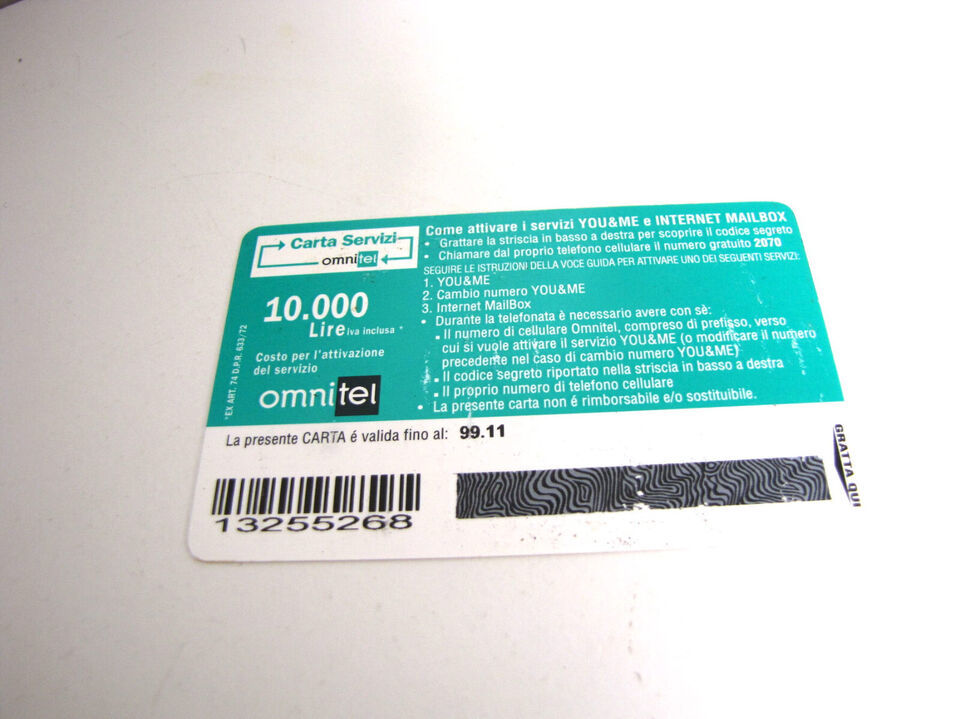 Carta Servizi
omnitel
10.000
Lire iva inclusa *
Costo per l'attivazione
del servizio
omnitel
*EX ART. 74 D.P.R. 633/72
Come attivare i servizi YOU&ME e INTERNET MAILBOX
• Grattare la striscia in basso a destra per scoprire il codice segreto
• Chiamare dal proprio telefono cellulare il numero gratuito 2070
SEGUIRE LE ISTRUZIONI DELLA VOCE GUIDA PER ATTIVARE UNO DEI SEGUENTI SERVIZI:
1. YOU&ME
2. Cambio numero YOU&ME
3. Internet MailBox
• Durante la telefonata è necessario avere con sè:
▪ Il numero di cellulare Omnitel, compreso di prefisso, verso
cui si vuole attivare il servizio YOU&ME (o modificare il numero
precedente nel caso di cambio numero YOU&ME)
▪ Il codice segreto riportato nella striscia in basso a destra
▪ Il proprio numero di telefono cellulare
• La presente carta non é rimborsabile e/o sostituibile.
La presente CARTA é valida fino al: 99.11
13255268
GRATTA QUI